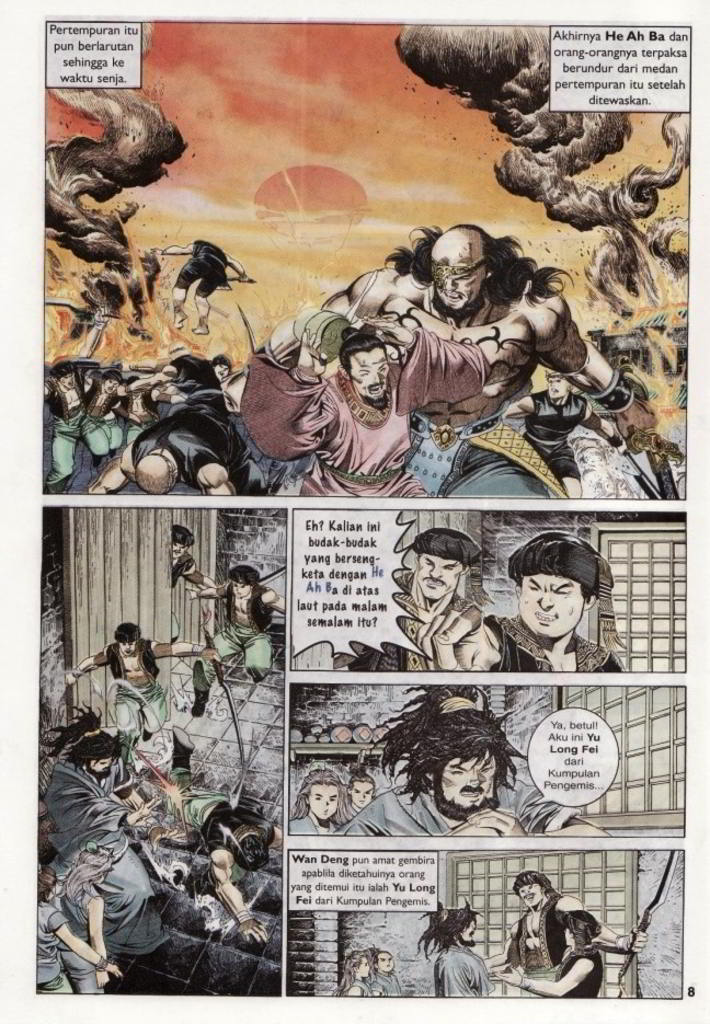 Pertempuran itu
pun berlarutan
sehingga ke
waktu senja.
Akhirnya He Ah Ba dan
orang-orangnya terpaksa
berundur dari medan
pertempuran itu setelah
ditewaskan.
Eh? Kalian ini
budak-budak
yang berseng-
keta dengan He
Ah Ba di atas
laut pada malam
semalam itu?
Ya, betul!
Aku ini Yu
Long Fei
dari
Kumpulan
Pengemis...
Wan Deng pun amat gembira
apablila diketahuinya orang
yang ditemui itu ialah Yu Long
Fei dari Kumpulan Pengemis.
8